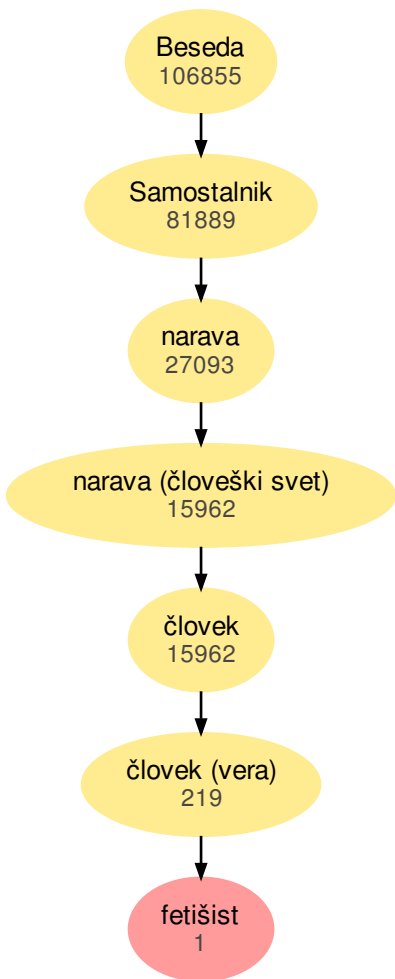 Beseda
106855
Samostalnik
81889
narava
27093
narava (človeški svet)
15962
človek
15962
človek (vera)
219
fetišist
1